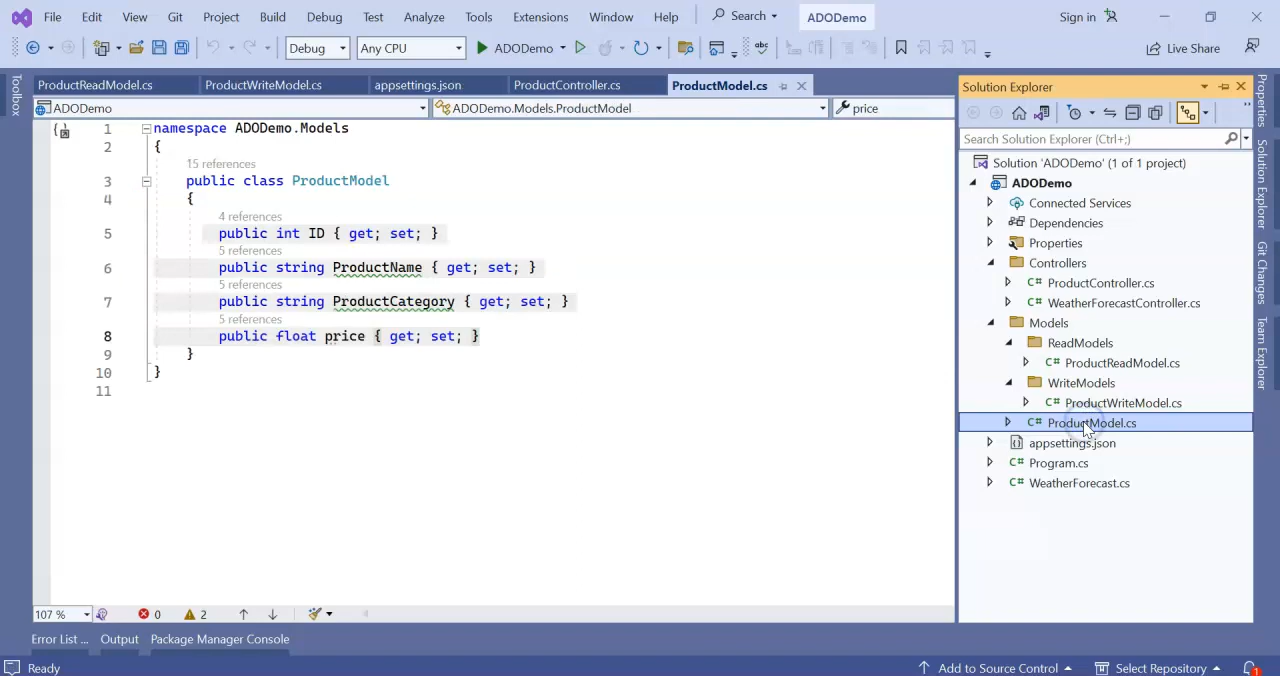 File Edit View Git Project Build Debug Test Analyze Tools Extensions Window Help Search ADODemo Sign in
Debug Any CPU ADODemo Live Share
ProductReadModel.cs ProductWriteModel.cs appsettings.json ProductController.cs ProductModel.cs
ADODemo ADODemo.Models.ProductModel price
1 namespace ADODemo.Models
2 {
15 references
3 public class ProductModel
4 {
4 references
5 public int ID { get; set; }
5 references
6 public string ProductName { get; set; }
5 references
7 public string ProductCategory { get; set; }
5 references
8 public float price { get; set; }
9 }
10 }
11
107 % 0 2
Error List ... Output Package Manager Console
Ready Add to Source Control Select Repository 1
Toolbox
Solution Explorer
Search Solution Explorer (Ctrl+;)
Solution 'ADODemo' (1 of 1 project)
ADODemo
Connected Services
Dependencies
Properties
Controllers
C# ProductController.cs
C# WeatherForecastController.cs
Models
ReadModels
C# ProductReadModel.cs
WriteModels
C# ProductWriteModel.cs
C# ProductModel.cs
appsettings.json
C# Program.cs
C# WeatherForecast.cs
Properties
Solution Explorer
Git Changes
Team Explorer